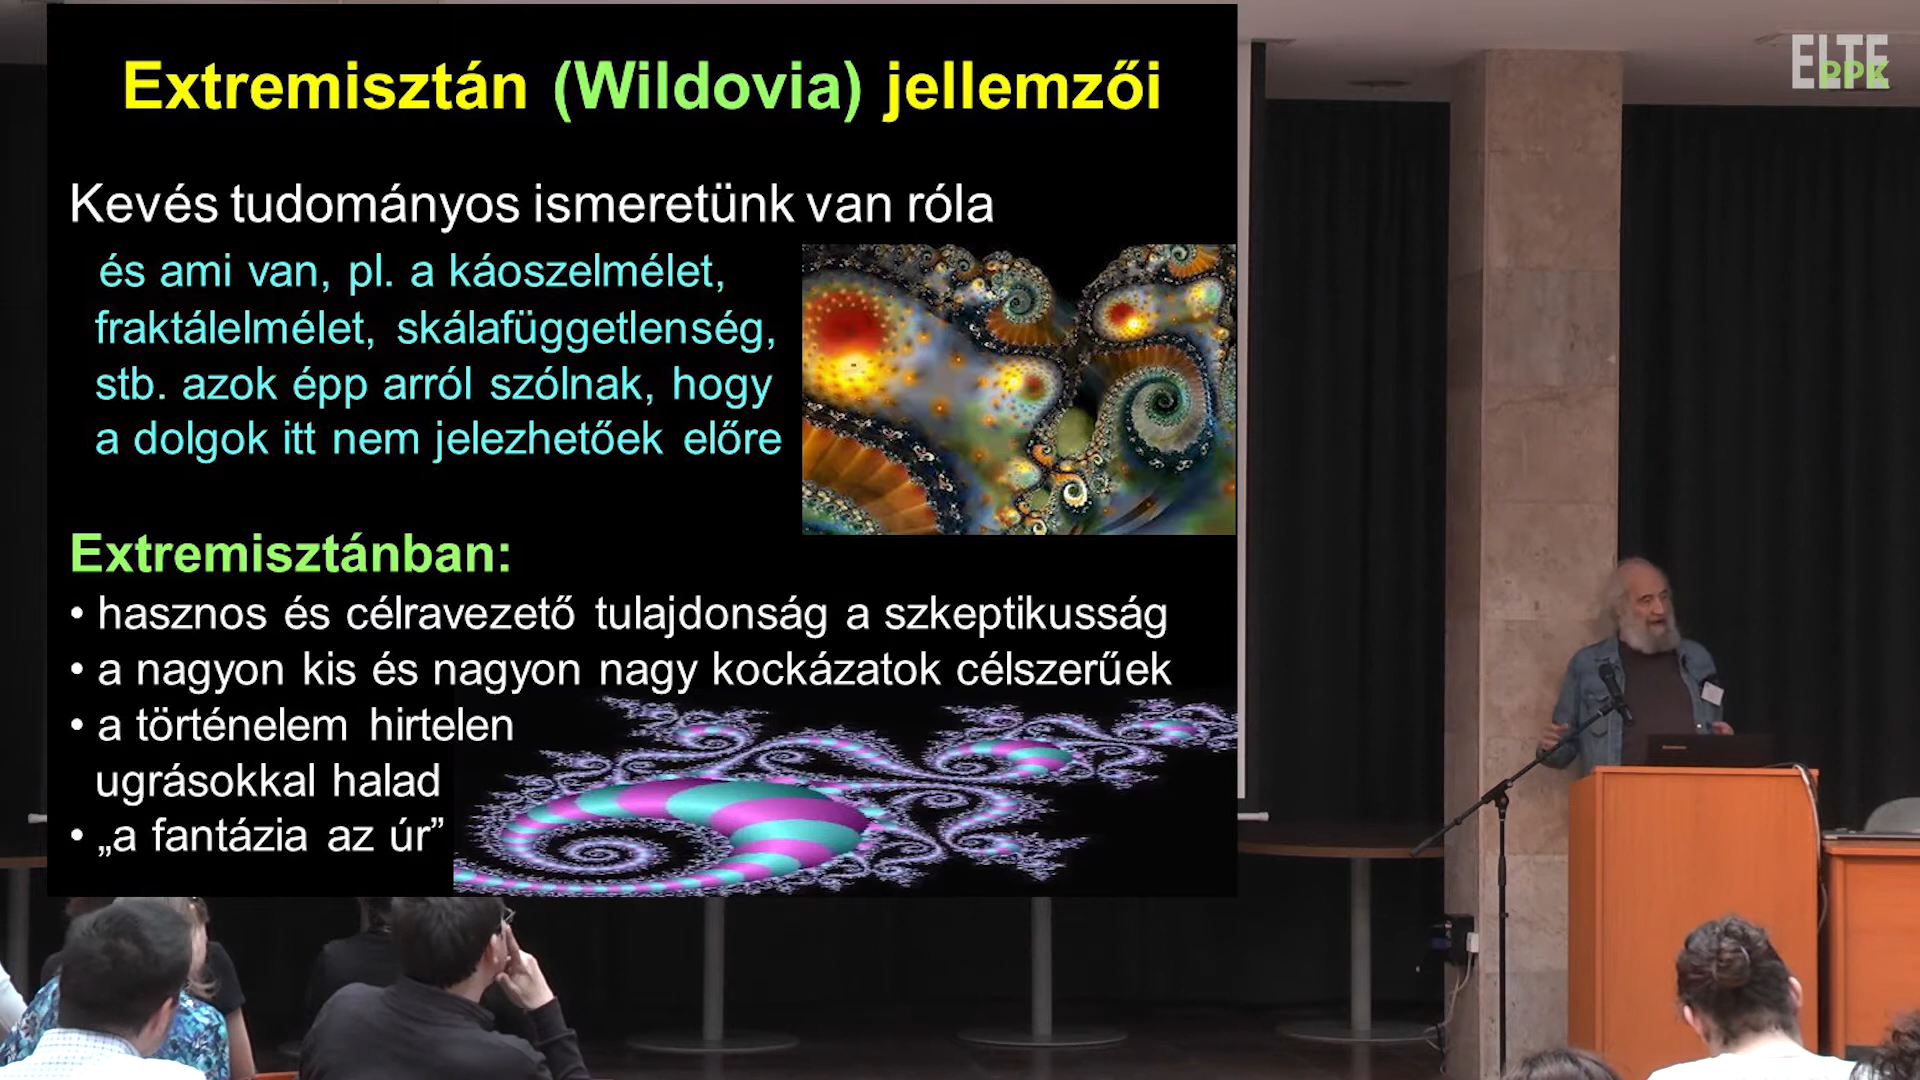 Extremisztán (Wildovia) jellemzői
Kevés tudományos ismeretünk van róla
és ami van, pl. a káoszelmélet,
fraktálelmélet, skálafüggetlenség,
stb. azok épp arról szólnak, hogy
a dolgok itt nem jelezhetőek előre
Extremisztánban:
• hasznos és célravezető tulajdonság a szkeptikusság
• a nagyon kis és nagyon nagy kockázatok célszerűek
• a történelem hirtelen
ugrásokkal halad
• „a fantázia az úr”
ELTE
PPK